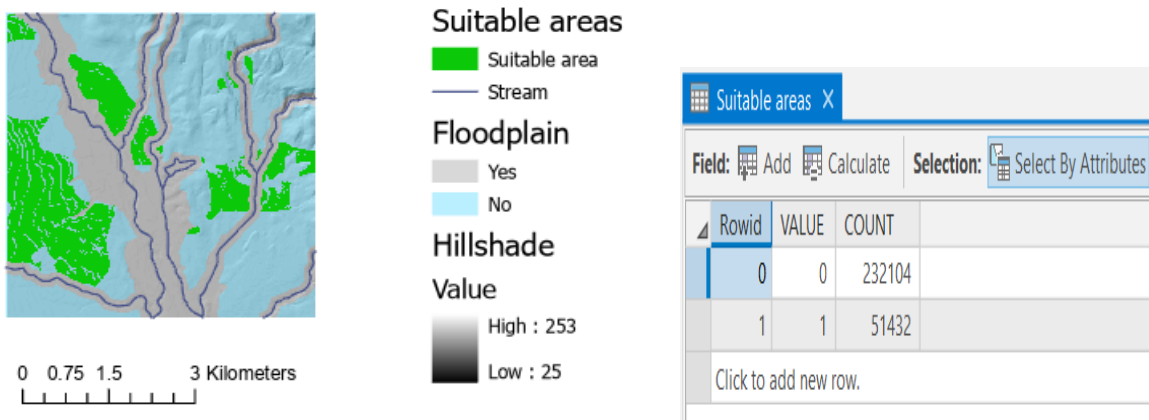 Suitable areas
Suitable area
Stream
Floodplain
Yes
No
Hillshade
Value
High : 253
Low : 25
0 0.75 1.5 3 Kilometers
Suitable areas ×
Field: Add Calculate Selection: Select By Attributes
Rowid VALUE COUNT
0 0 232104
1 1 51432
Click to add new row.